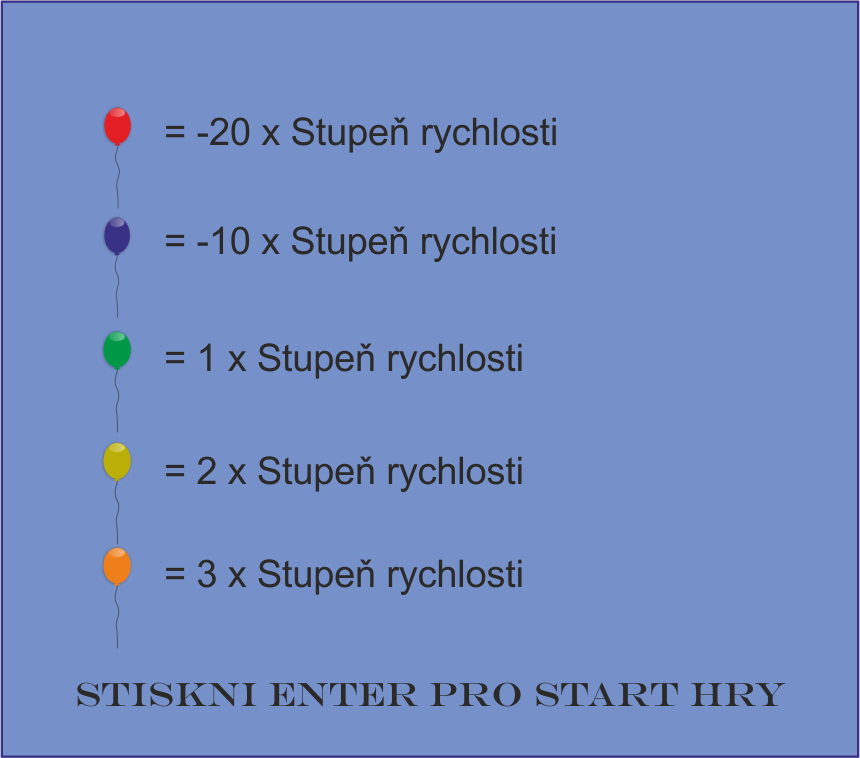 = -20 x Stupeň rychlosti
= -10 x Stupeň rychlosti
= 1 x Stupeň rychlosti
= 2 x Stupeň rychlosti
= 3 x Stupeň rychlosti
STISKNI ENTER PRO START HRY